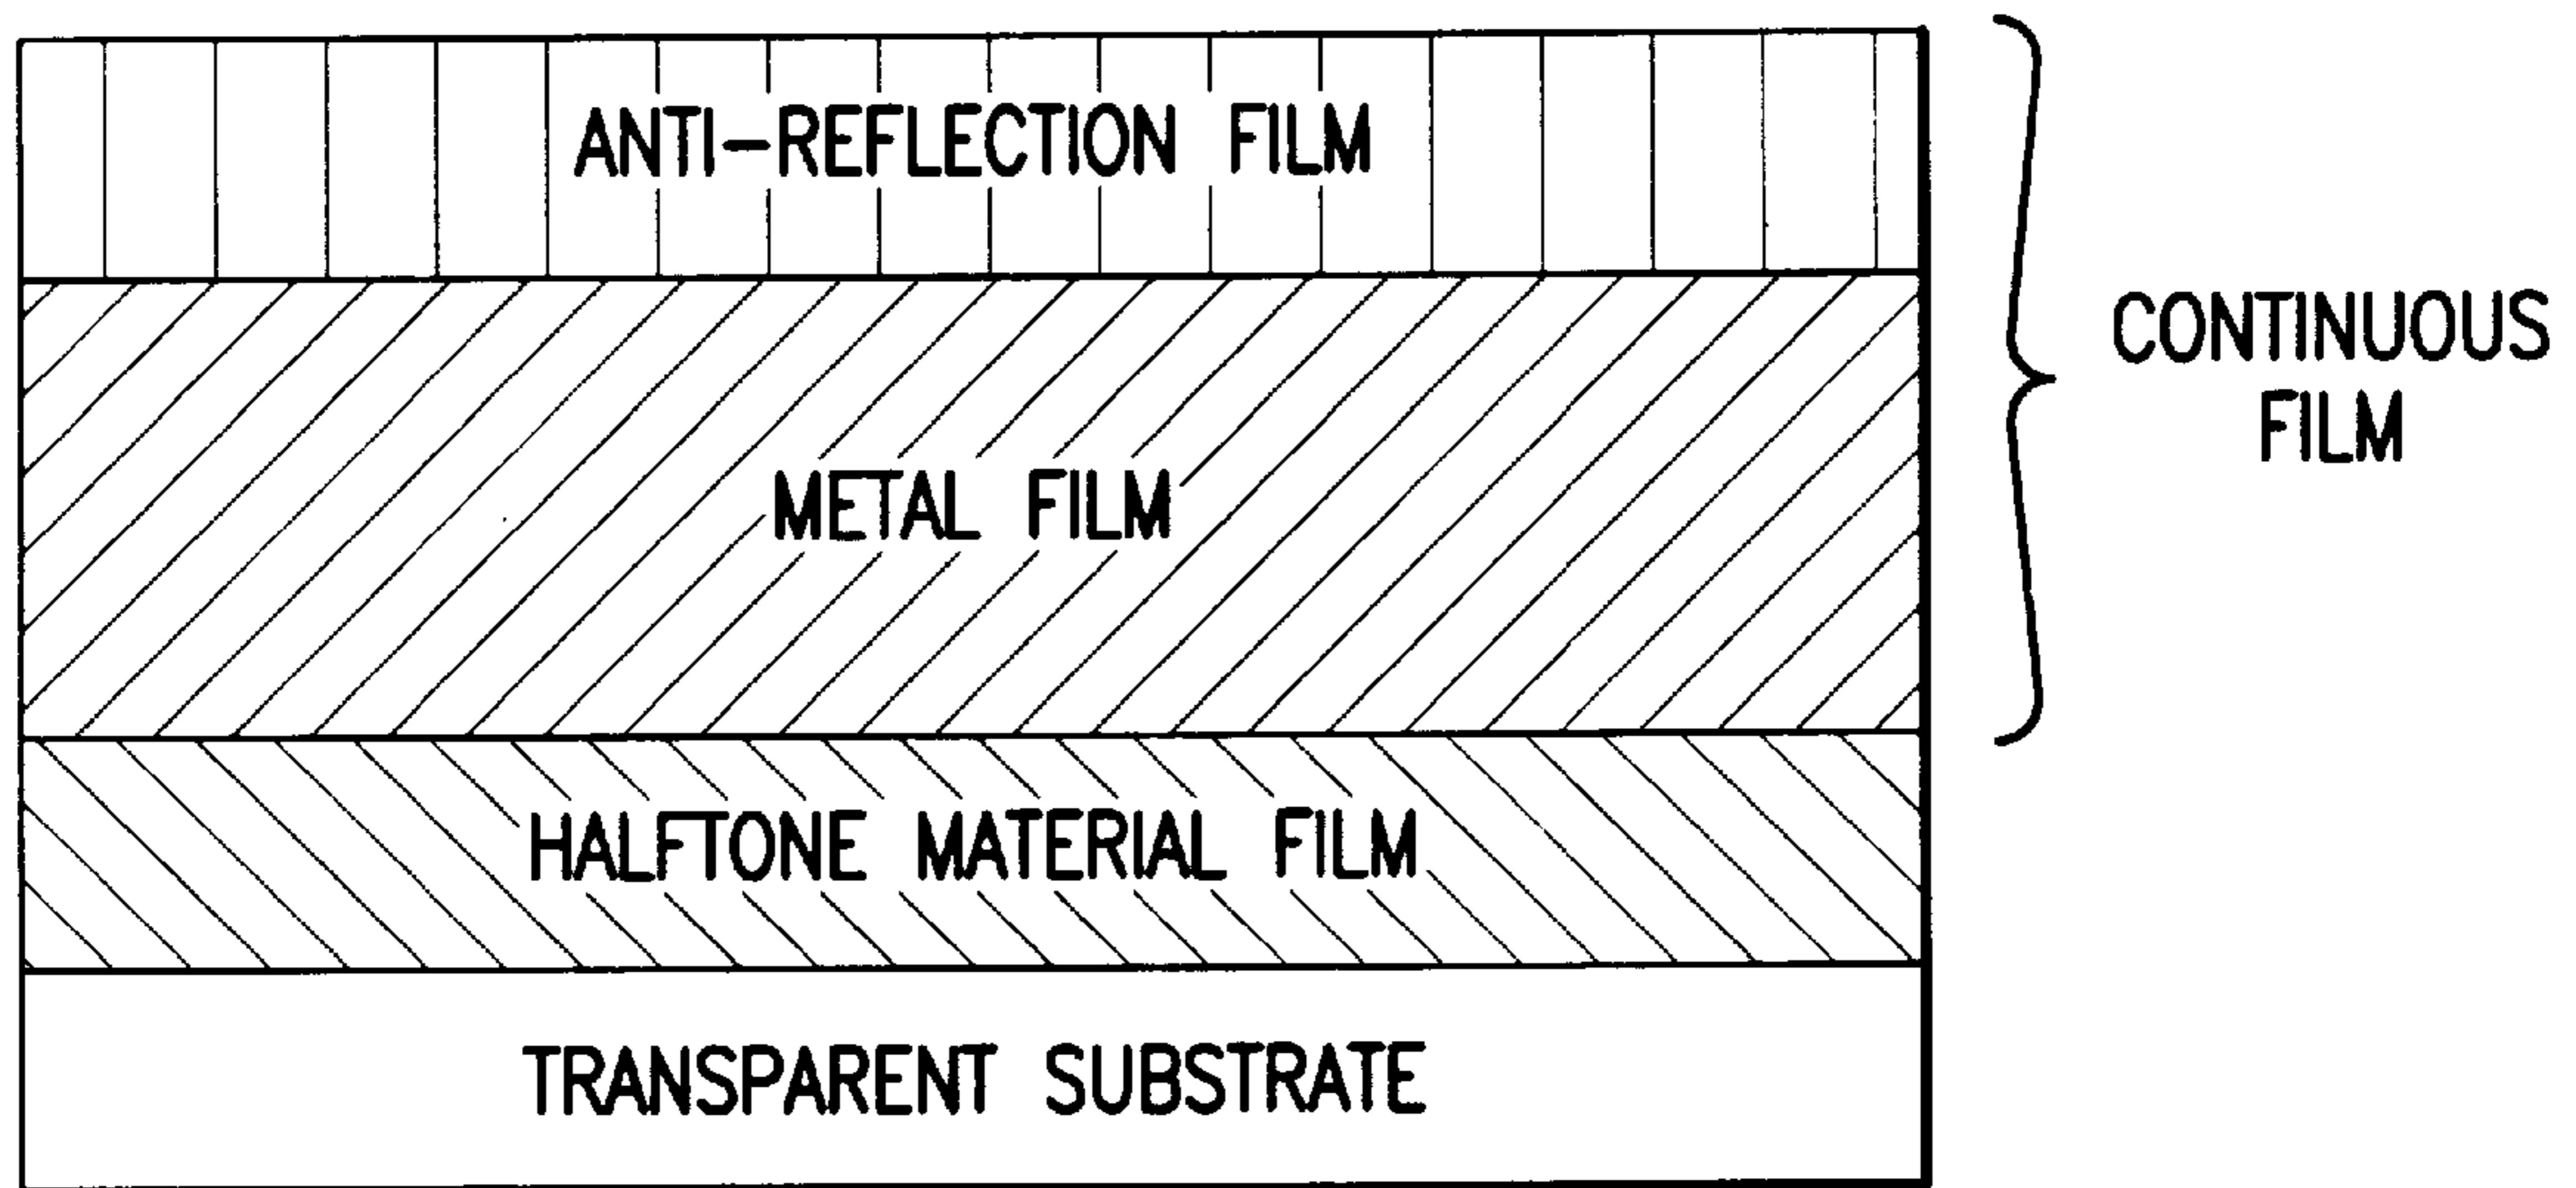 ANTI-REFLECTION FILM
CONTINUOUS
FILM
METAL FILM
HALFTONE MATERIAL FILM
TRANSPARENT SUBSTRATE